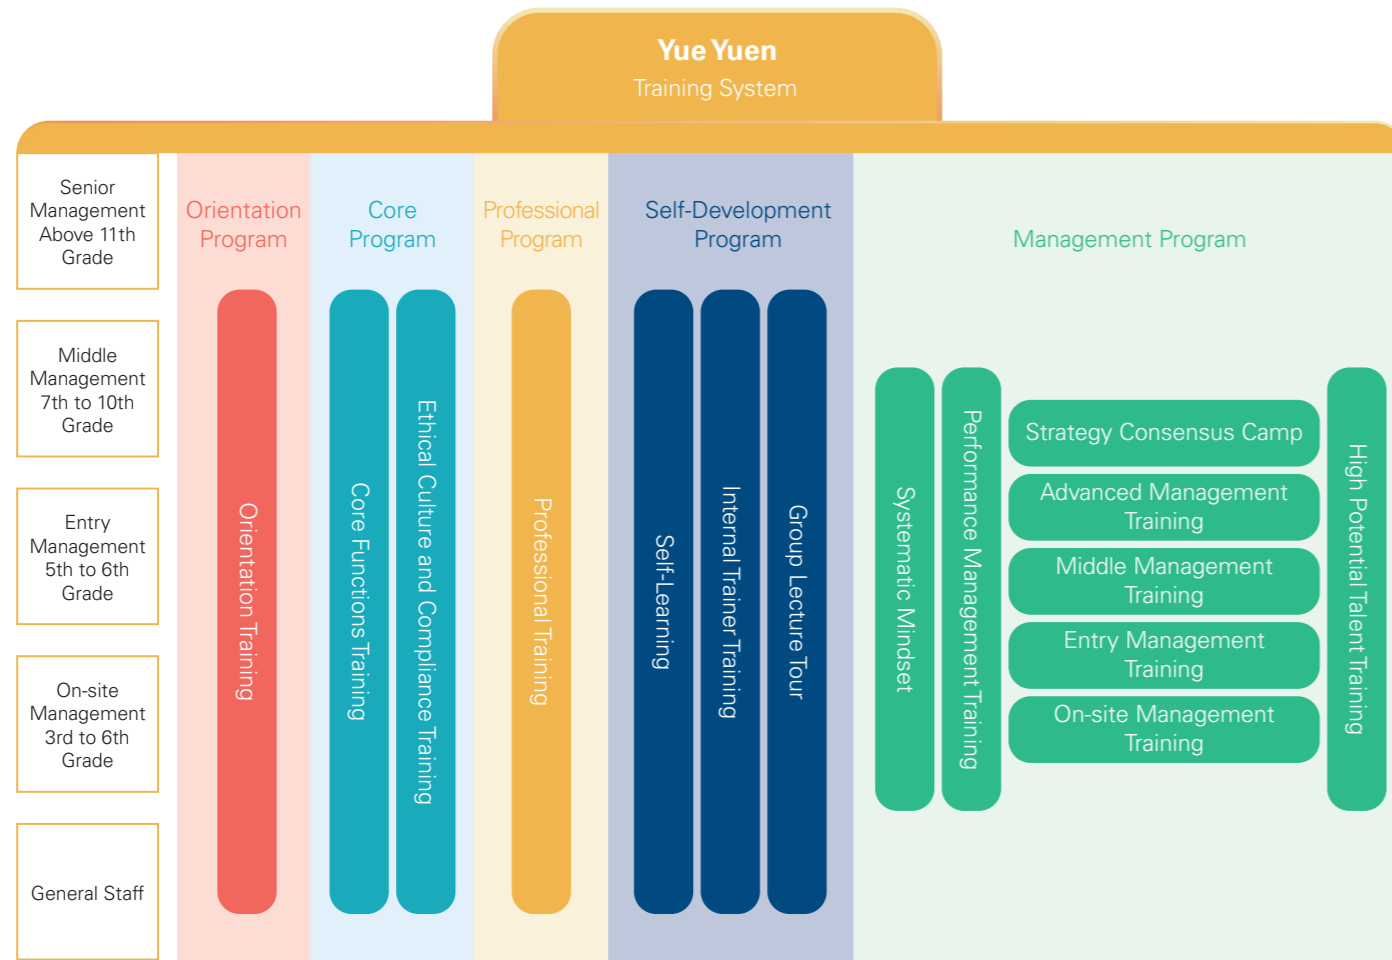 Yue Yuen
Training System
Senior
Management
Above 11th
Grade
Middle
Management
7th to 10th
Grade
Entry
Management
5th to 6th
Grade
On-site
Management
3rd to 6th
Grade
General Staff
Orientation
Program
Orientation Training
Core
Program
Core Functions Training
Ethical Culture and Compliance Training
Professional
Program
Professional Training
Self-Development
Program
Self-Learning
Internal Trainer Training
Group Lecture Tour
Management Program
Systematic Mindset
Performance Management Training
Strategy Consensus Camp
Advanced Management
Training
Middle Management
Training
Entry Management
Training
On-site Management
Training
High Potential Talent Training